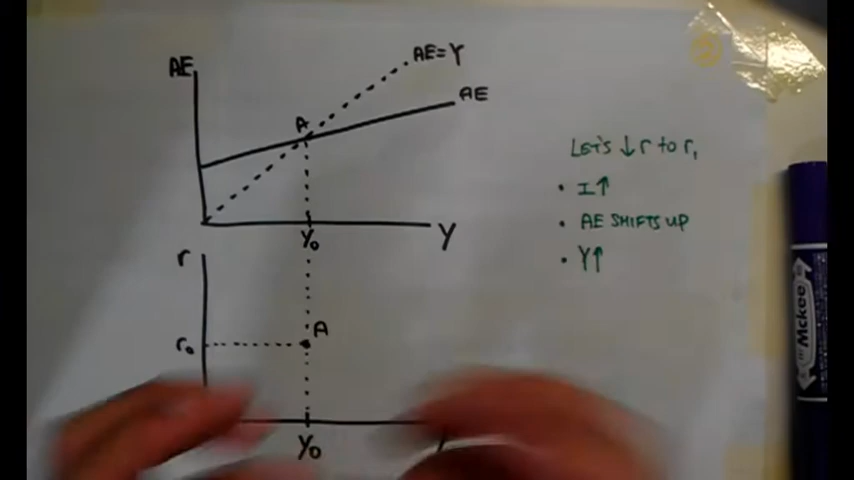 AE
AE=Y
AE
A
Y₀
Y
r
r₀
A
Y₀
LET'S ↓ r to r₁
• I↑
• AE SHIFTS UP
• Y↑
Mckee